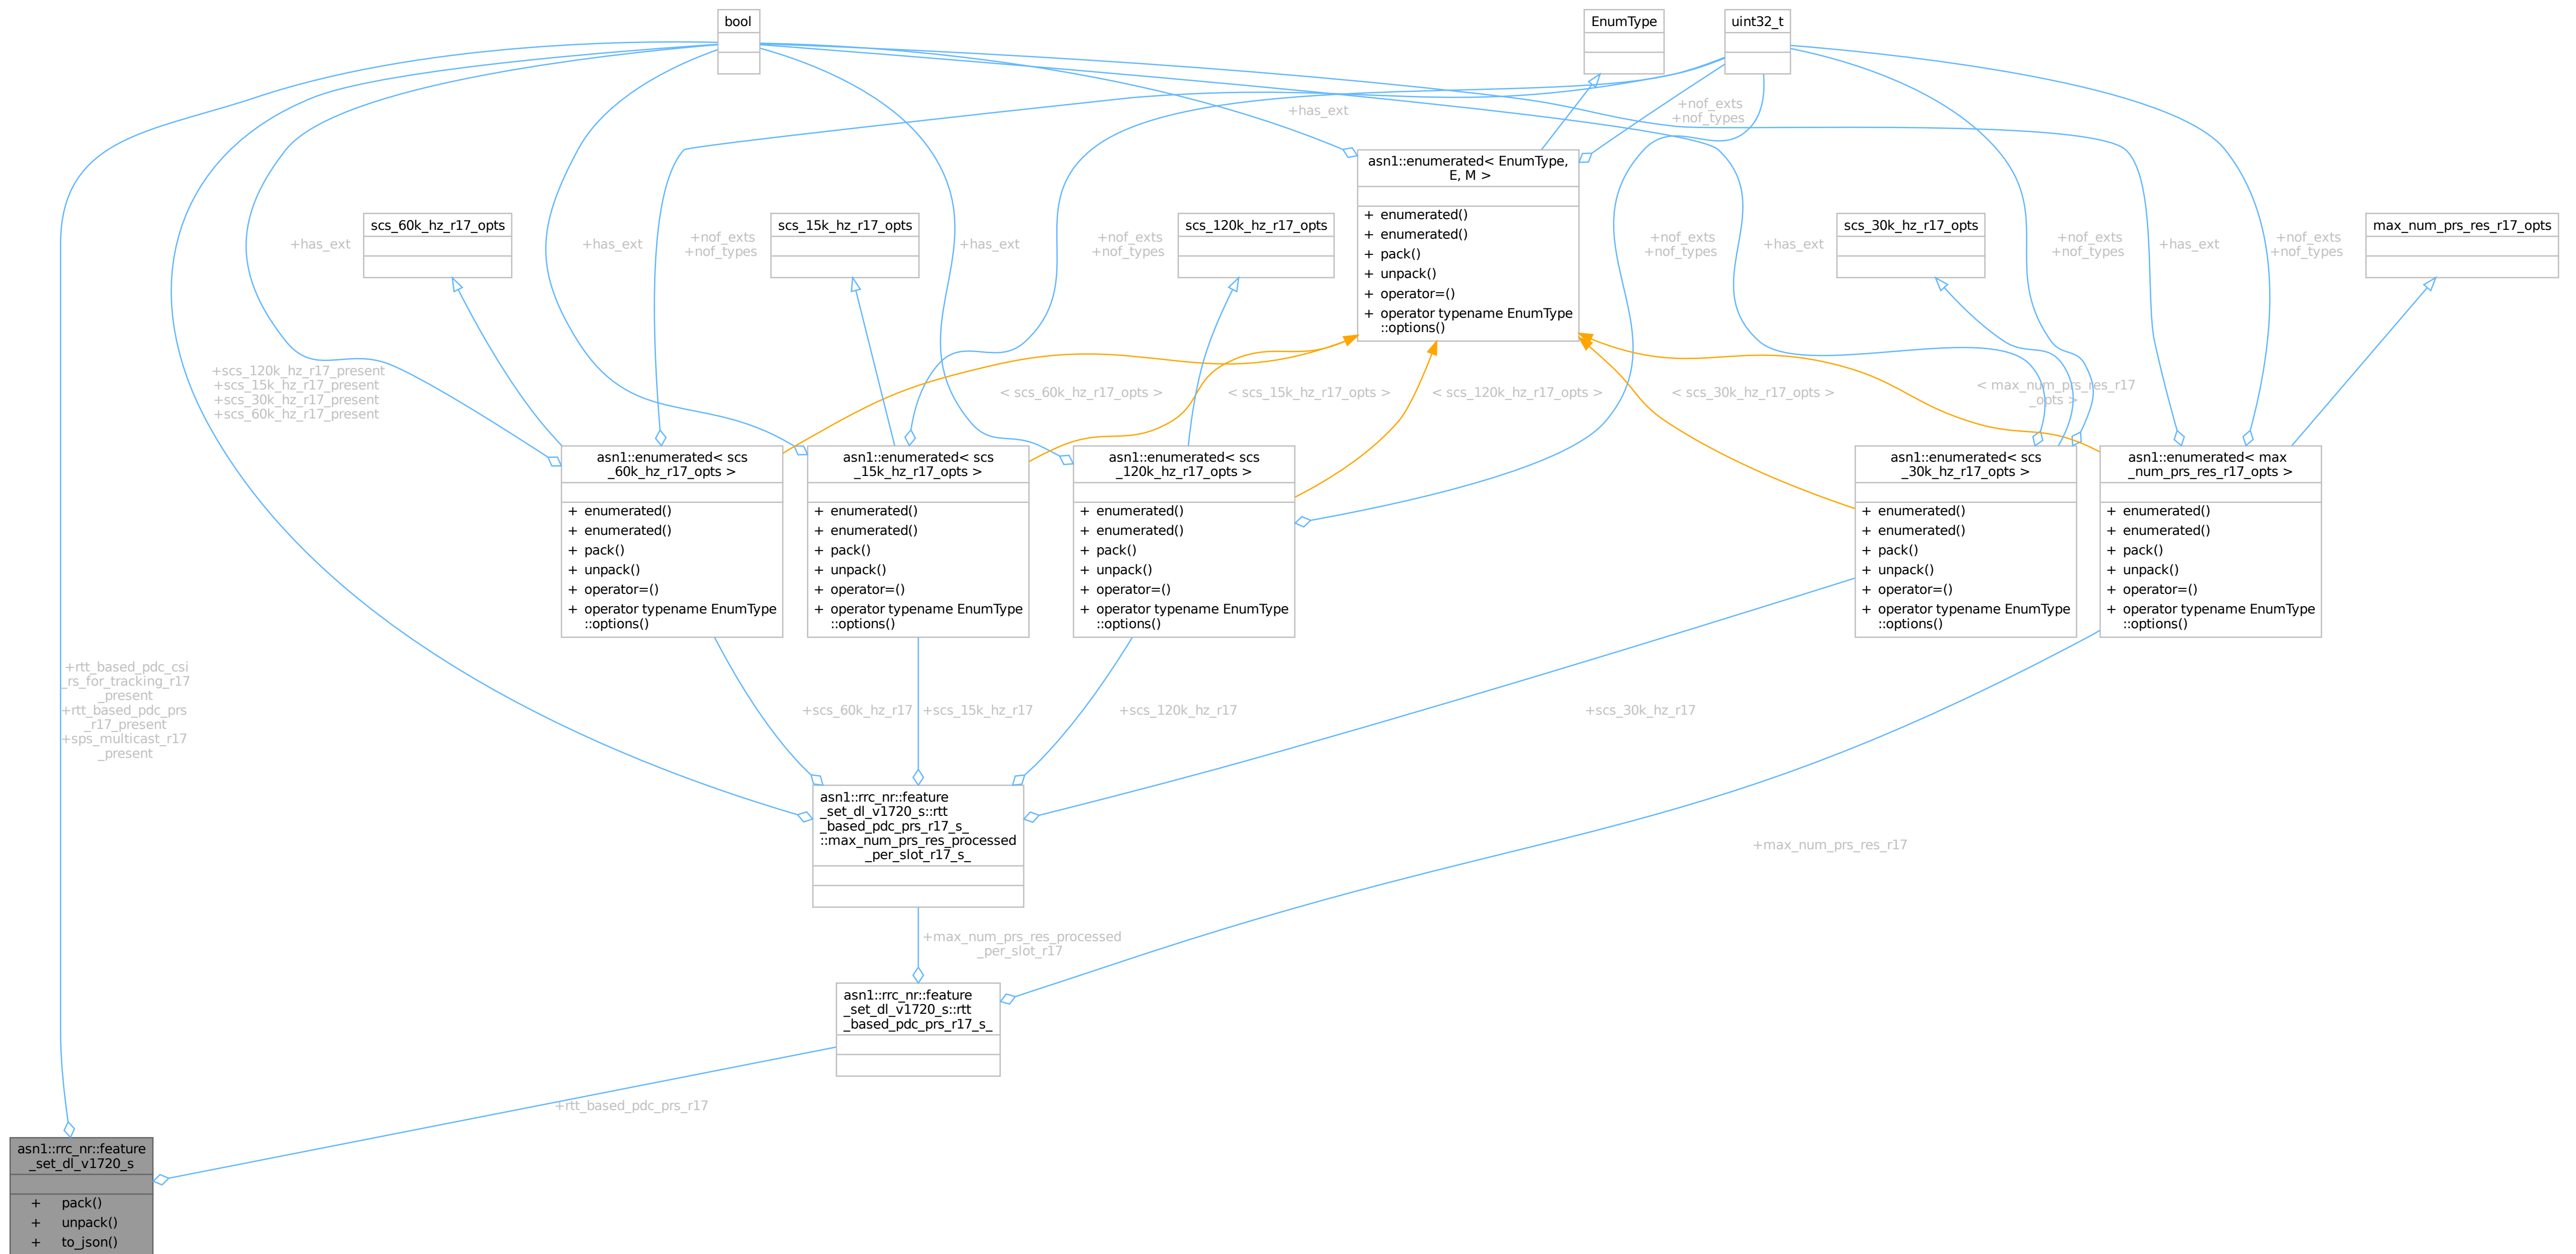 bool
EnumType
uint32_t
+has_ext
+nof_exts
+nof_types
asn1::enumerated< EnumType,
E, M >
+ enumerated()
+ enumerated()
+ pack()
+ unpack()
+ operator=()
+ operator typename EnumType
::options()
scs_60k_hz_r17_opts
scs_15k_hz_r17_opts
scs_120k_hz_r17_opts
scs_30k_hz_r17_opts
max_num_prs_res_r17_opts
+has_ext
+nof_exts
+nof_types
+has_ext
+nof_exts
+nof_types
+has_ext
+nof_exts
+nof_types
+has_ext
+nof_exts
+nof_types
+has_ext
+nof_exts
+nof_types
+scs_120k_hz_r17_present
+scs_15k_hz_r17_present
+scs_30k_hz_r17_present
+scs_60k_hz_r17_present
< scs_60k_hz_r17_opts >
< scs_15k_hz_r17_opts >
< scs_120k_hz_r17_opts >
< scs_30k_hz_r17_opts >
< max_num_prs_res_r17
_opts >
asn1::enumerated< scs
_60k_hz_r17_opts >
+ enumerated()
+ enumerated()
+ pack()
+ unpack()
+ operator=()
+ operator typename EnumType
::options()
asn1::enumerated< scs
_15k_hz_r17_opts >
+ enumerated()
+ enumerated()
+ pack()
+ unpack()
+ operator=()
+ operator typename EnumType
::options()
asn1::enumerated< scs
_120k_hz_r17_opts >
+ enumerated()
+ enumerated()
+ pack()
+ unpack()
+ operator=()
+ operator typename EnumType
::options()
asn1::enumerated< scs
_30k_hz_r17_opts >
+ enumerated()
+ enumerated()
+ pack()
+ unpack()
+ operator=()
+ operator typename EnumType
::options()
asn1::enumerated< max
_num_prs_res_r17_opts >
+ enumerated()
+ enumerated()
+ pack()
+ unpack()
+ operator=()
+ operator typename EnumType
::options()
+rtt_based_pdc_csi
_rs_for_tracking_r17
_present
+rtt_based_pdc_prs
_r17_present
+sps_multicast_r17
_present
+scs_60k_hz_r17
+scs_15k_hz_r17
+scs_120k_hz_r17
+scs_30k_hz_r17
asn1::rrc_nr::feature
_set_dl_v1720_s::rtt
_based_pdc_prs_r17_s_
::max_num_prs_res_processed
_per_slot_r17_s_
+max_num_prs_res_r17
+max_num_prs_res_processed
_per_slot_r17
asn1::rrc_nr::feature
_set_dl_v1720_s::rtt
_based_pdc_prs_r17_s_
+rtt_based_pdc_prs_r17
asn1::rrc_nr::feature
_set_dl_v1720_s
+ pack()
+ unpack()
+ to_json()